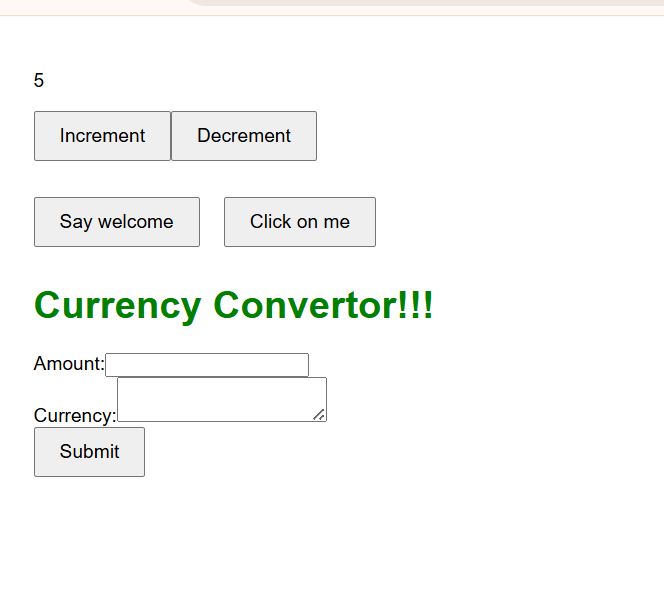 5
Increment Decrement
Say welcome Click on me
Currency Convertor!!!
Amount:
Currency:
Submit